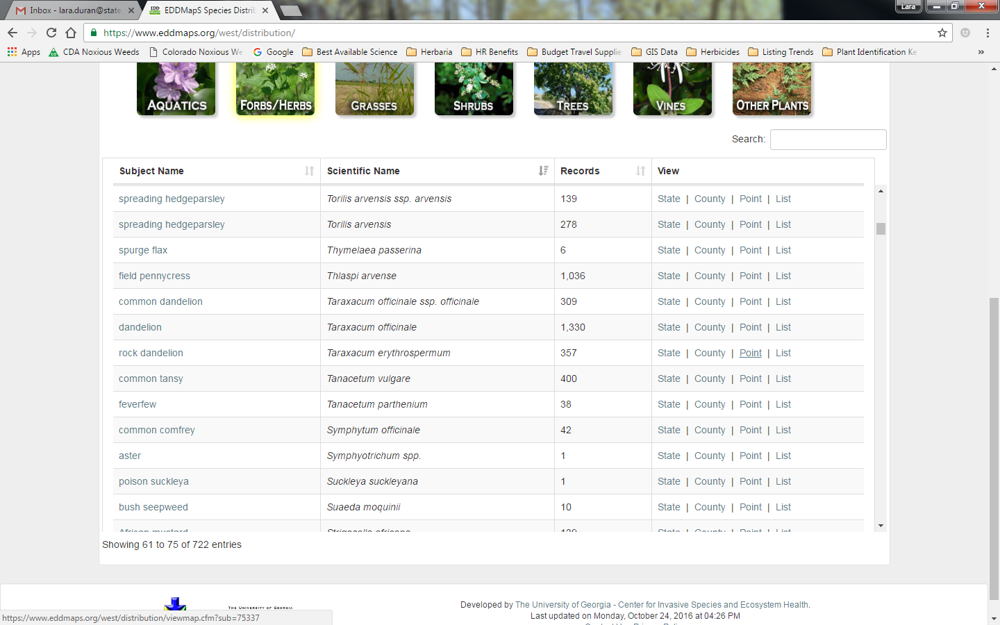 Inbox - lara.duran@state
EDDMapS Species Distrib
Lara
https://www.eddmaps.org/west/distribution/
Apps CDA Noxious Weeds Colorado Noxious We Google Best Available Science Herbaria HR Benefits Budget Travel Supplie GIS Data Herbicides Listing Trends Plant Identification Ke »
AQUATICS FORBS/HERBS GRASSES SHRUBS TREES VINES OTHER PLANTS
Search:
Subject Name Scientific Name Records View
spreading hedgeparsley Torilis arvensis ssp. arvensis 139 State | County | Point | List
spreading hedgeparsley Torilis arvensis 278 State | County | Point | List
spurge flax Thymelaea passerina 6 State | County | Point | List
field pennycress Thlaspi arvense 1,036 State | County | Point | List
common dandelion Taraxacum officinale ssp. officinale 309 State | County | Point | List
dandelion Taraxacum officinale 1,330 State | County | Point | List
rock dandelion Taraxacum erythrospermum 357 State | County | Point | List
common tansy Tanacetum vulgare 400 State | County | Point | List
feverfew Tanacetum parthenium 38 State | County | Point | List
common comfrey Symphytum officinale 42 State | County | Point | List
aster Symphyotrichum spp. 1 State | County | Point | List
poison suckleya Suckleya suckleyana 1 State | County | Point | List
bush seepweed Suaeda moquinii 10 State | County | Point | List
African mustard Strigosella africana 139 State | County | Point | List
Showing 61 to 75 of 722 entries
THE UNIVERSITY OF GEORGIA
Developed by The University of Georgia - Center for Invasive Species and Ecosystem Health.
Last updated on Monday, October 24, 2016 at 04:26 PM
https://www.eddmaps.org/west/distribution/viewmap.cfm?sub=75337